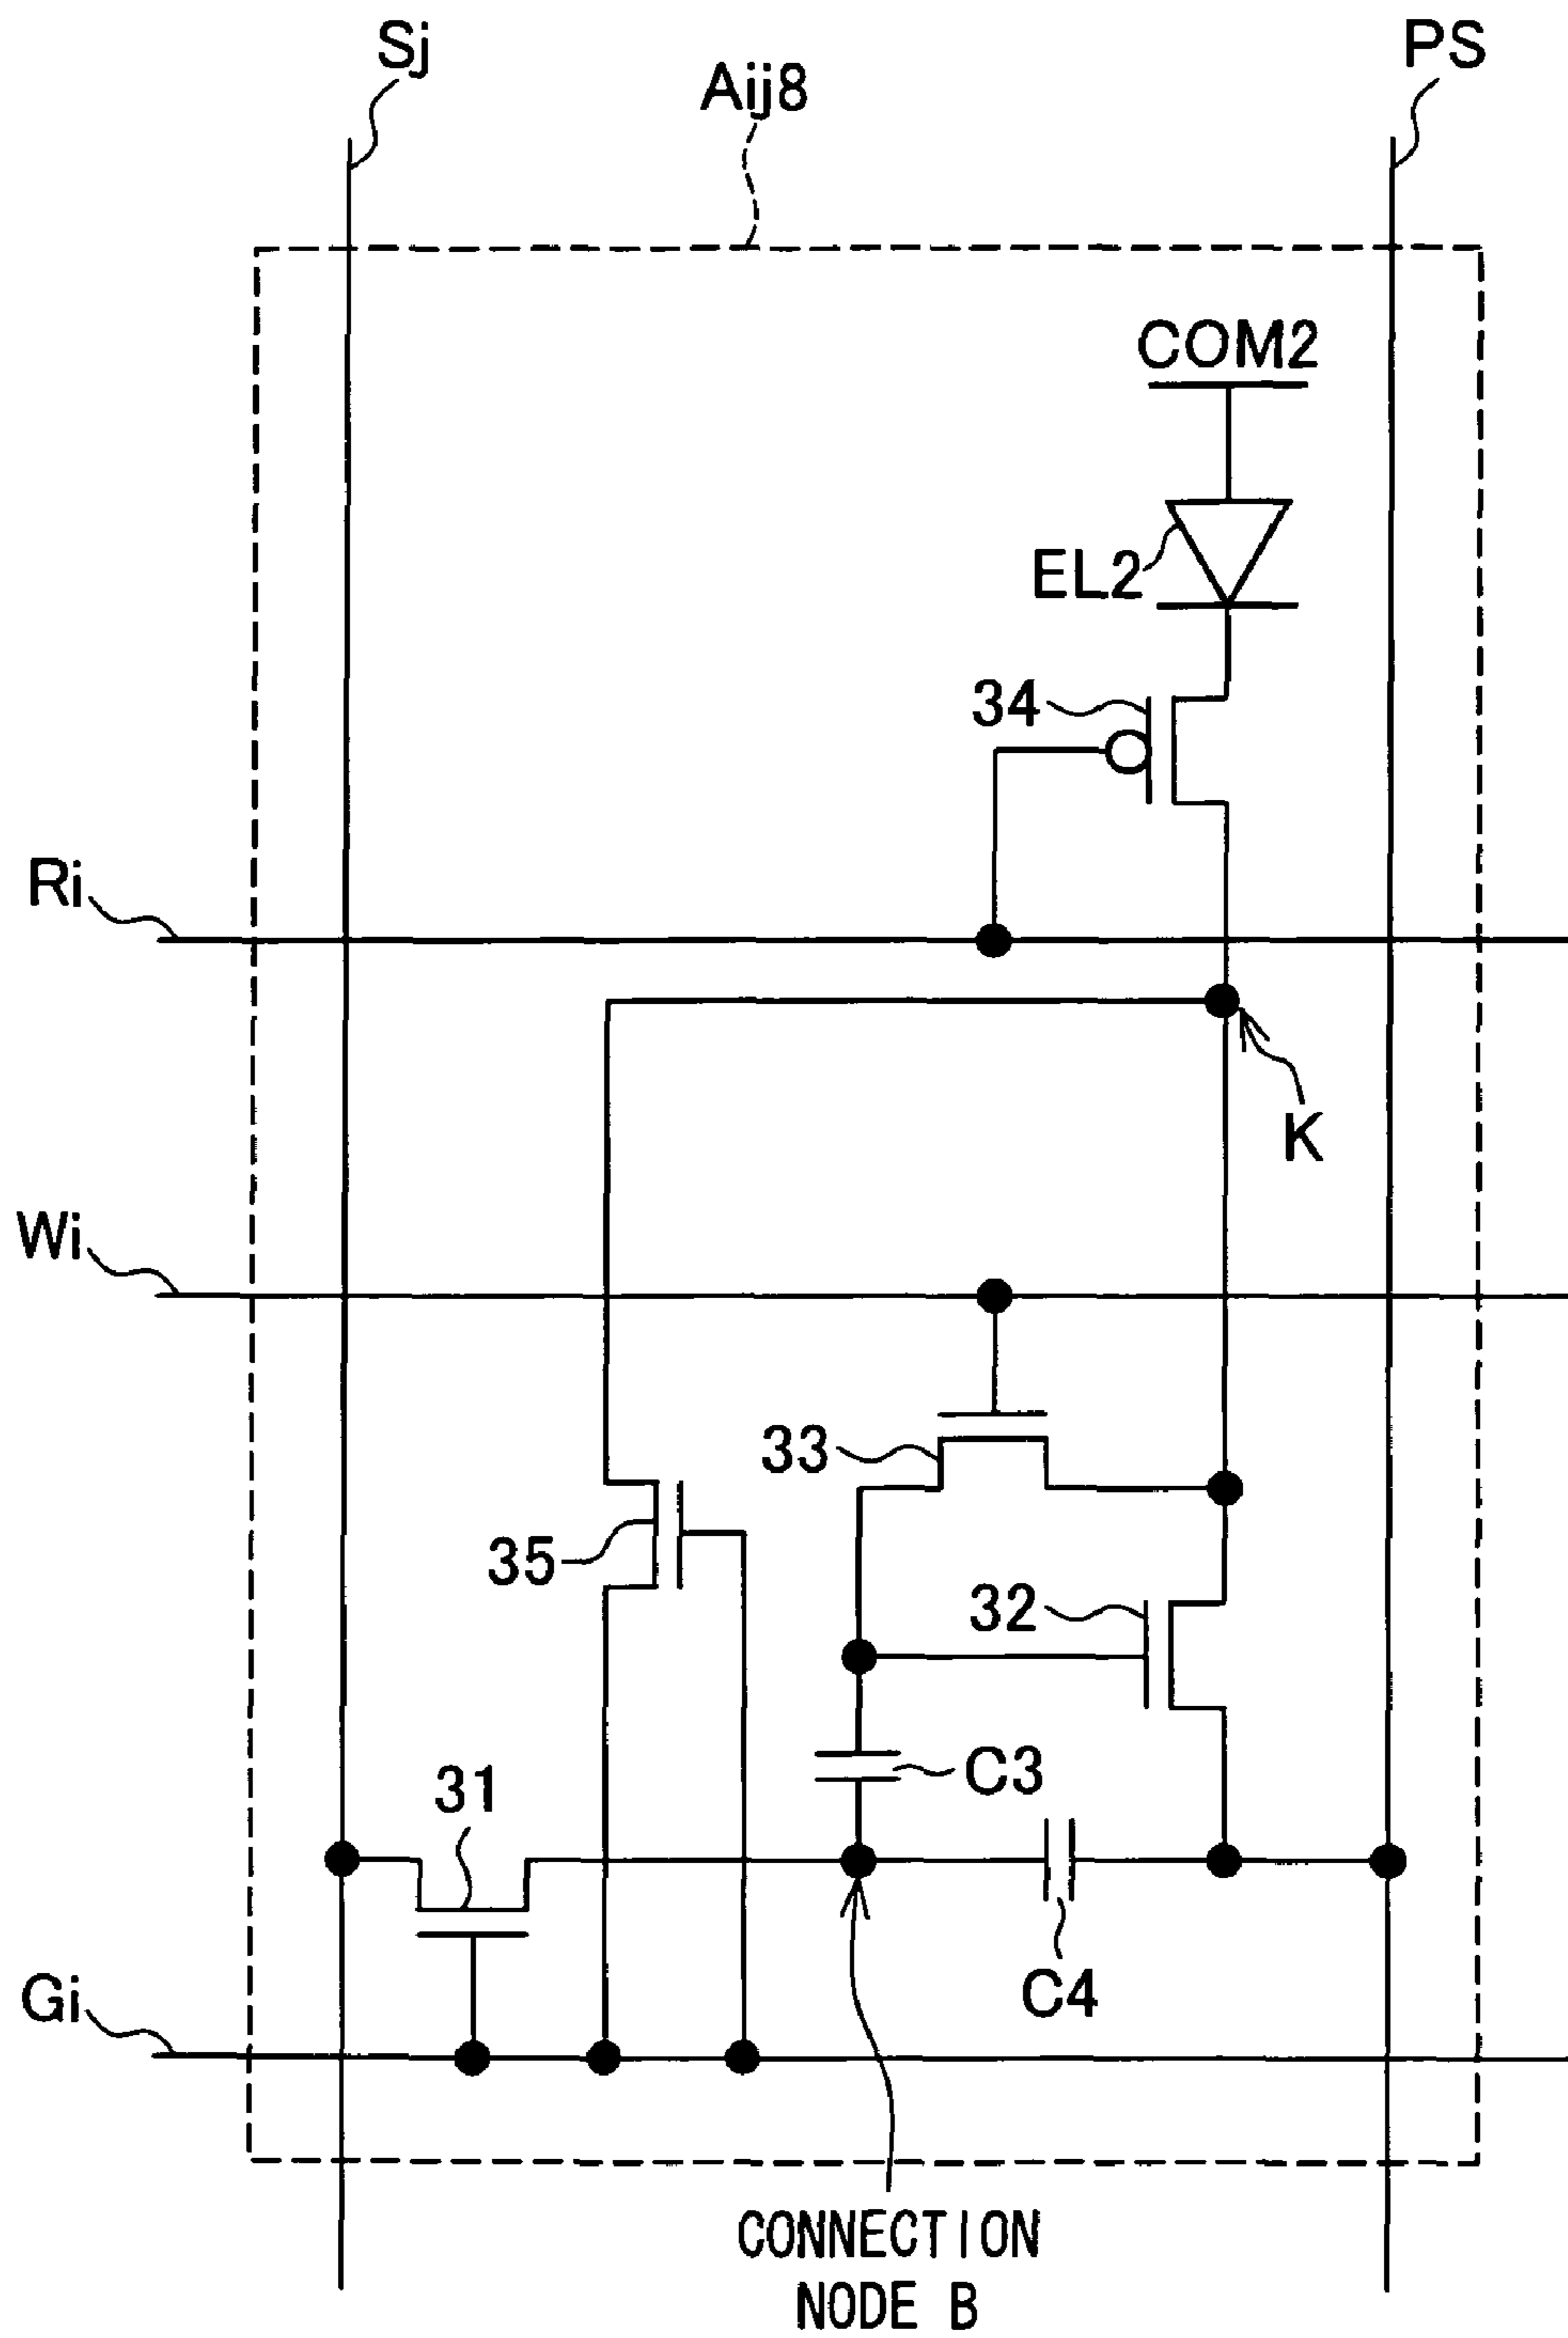 Sj
PS
Aij8
COM2
EL2
34
Ri
K
Wi
33
35
32
C3
31
C4
Gi
CONNECTION
NODE B